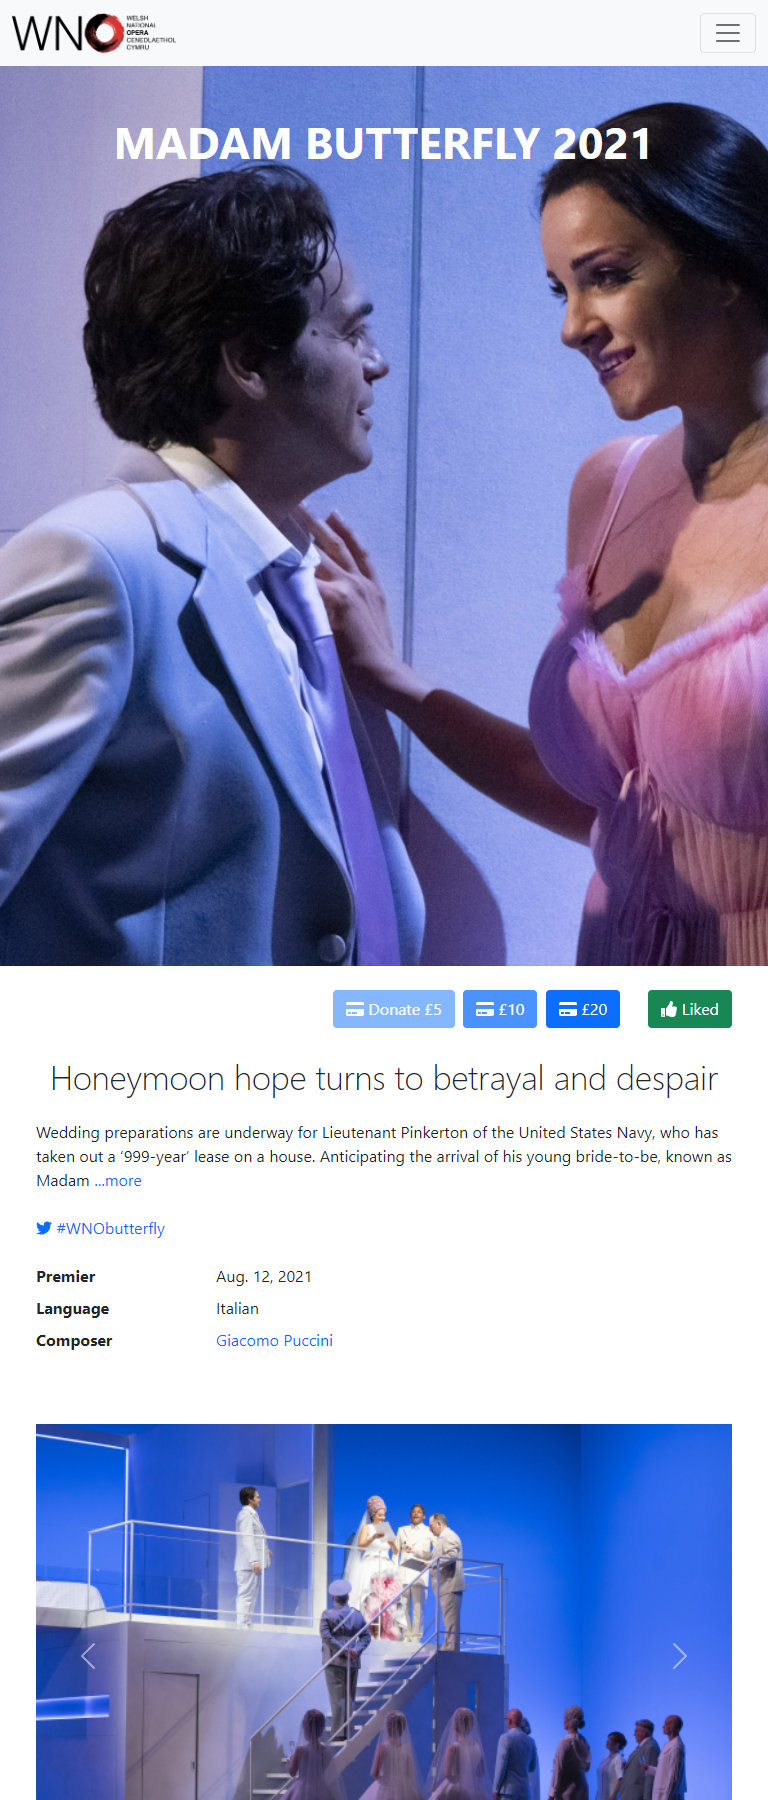 WNO
WELSH
NATIONAL
OPERA
CENEDLAETHOL
CYMRU
MADAM BUTTERFLY 2021
Donate £5 £10 £20 Liked
Honeymoon hope turns to betrayal and despair
Wedding preparations are underway for Lieutenant Pinkerton of the United States Navy, who has
taken out a ‘999-year’ lease on a house. Anticipating the arrival of his young bride-to-be, known as
Madam ...more
#WNObutterfly
Premier Aug. 12, 2021
Language Italian
Composer Giacomo Puccini